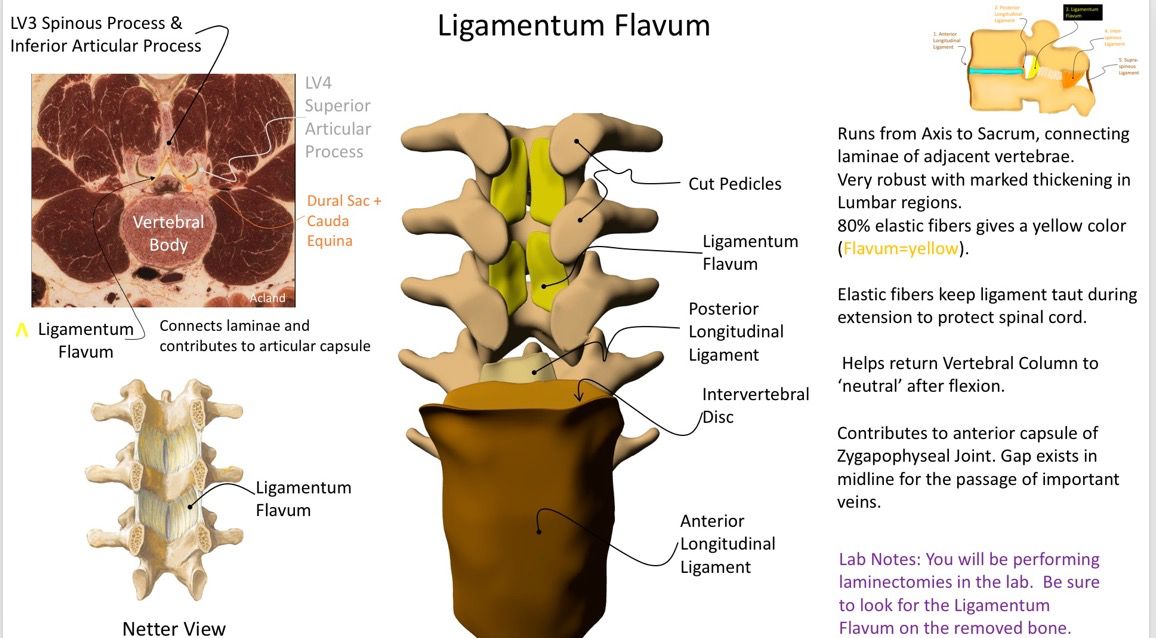 Ligamentum Flavum
LV3 Spinous Process &
Inferior Articular Process
LV4
Superior
Articular
Process
Dural Sac +
Cauda
Equina
Vertebral
Body
Acland
Λ Ligamentum
Flavum
Connects laminae and
contributes to articular capsule
Ligamentum
Flavum
Netter View
Cut Pedicles
Ligamentum
Flavum
Posterior
Longitudinal
Ligament
Intervertebral
Disc
Anterior
Longitudinal
Ligament
1. Anterior
Longitudinal
Ligament
2. Posterior
Longitudinal
Ligament
3. Ligamentum
Flavum
4. Inter-
spinous
Ligament
5. Supra-
spinous
Ligament
Runs from Axis to Sacrum, connecting
laminae of adjacent vertebrae.
Very robust with marked thickening in
Lumbar regions.
80% elastic fibers gives a yellow color
(Flavum=yellow).
Elastic fibers keep ligament taut during
extension to protect spinal cord.
Helps return Vertebral Column to
‘neutral’ after flexion.
Contributes to anterior capsule of
Zygapophyseal Joint. Gap exists in
midline for the passage of important
veins.
Lab Notes: You will be performing
laminectomies in the lab. Be sure
to look for the Ligamentum
Flavum on the removed bone.